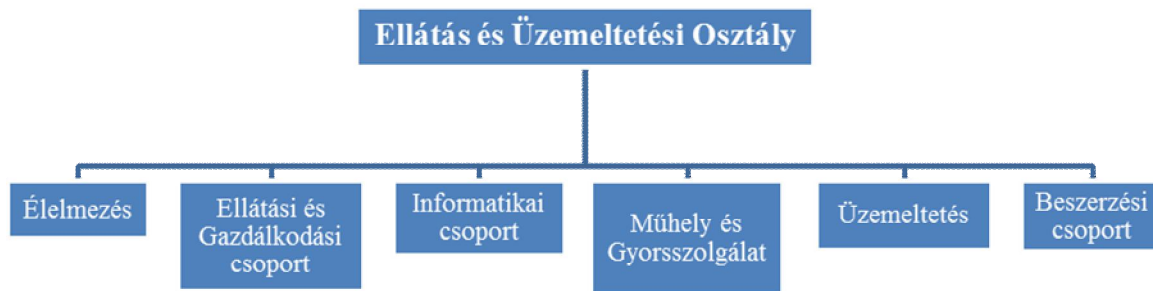 Ellátás és Üzemeltetési Osztály
Élelmezés
Ellátási és
Gazdálkodási
csoport
Informatikai
csoport
Műhely és
Gyorsszolgálat
Üzemeltetés
Beszerzési
csoport